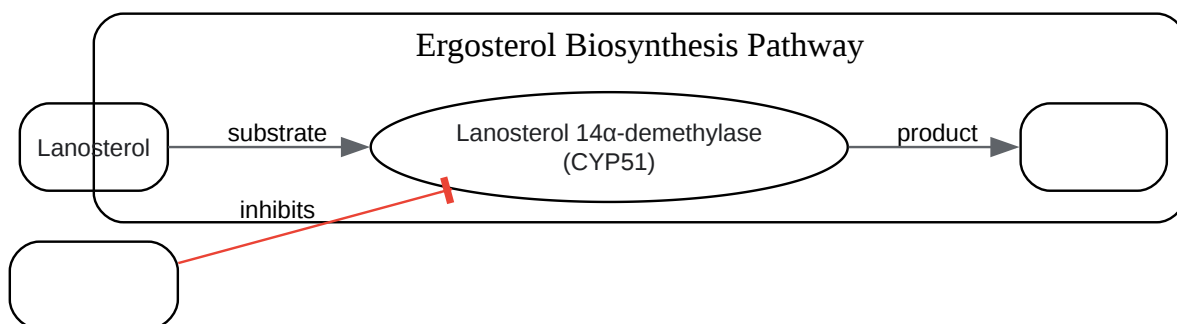 Ergosterol Biosynthesis Pathway
Lanosterol
substrate
Lanosterol 14α-demethylase
(CYP51)
product
inhibits